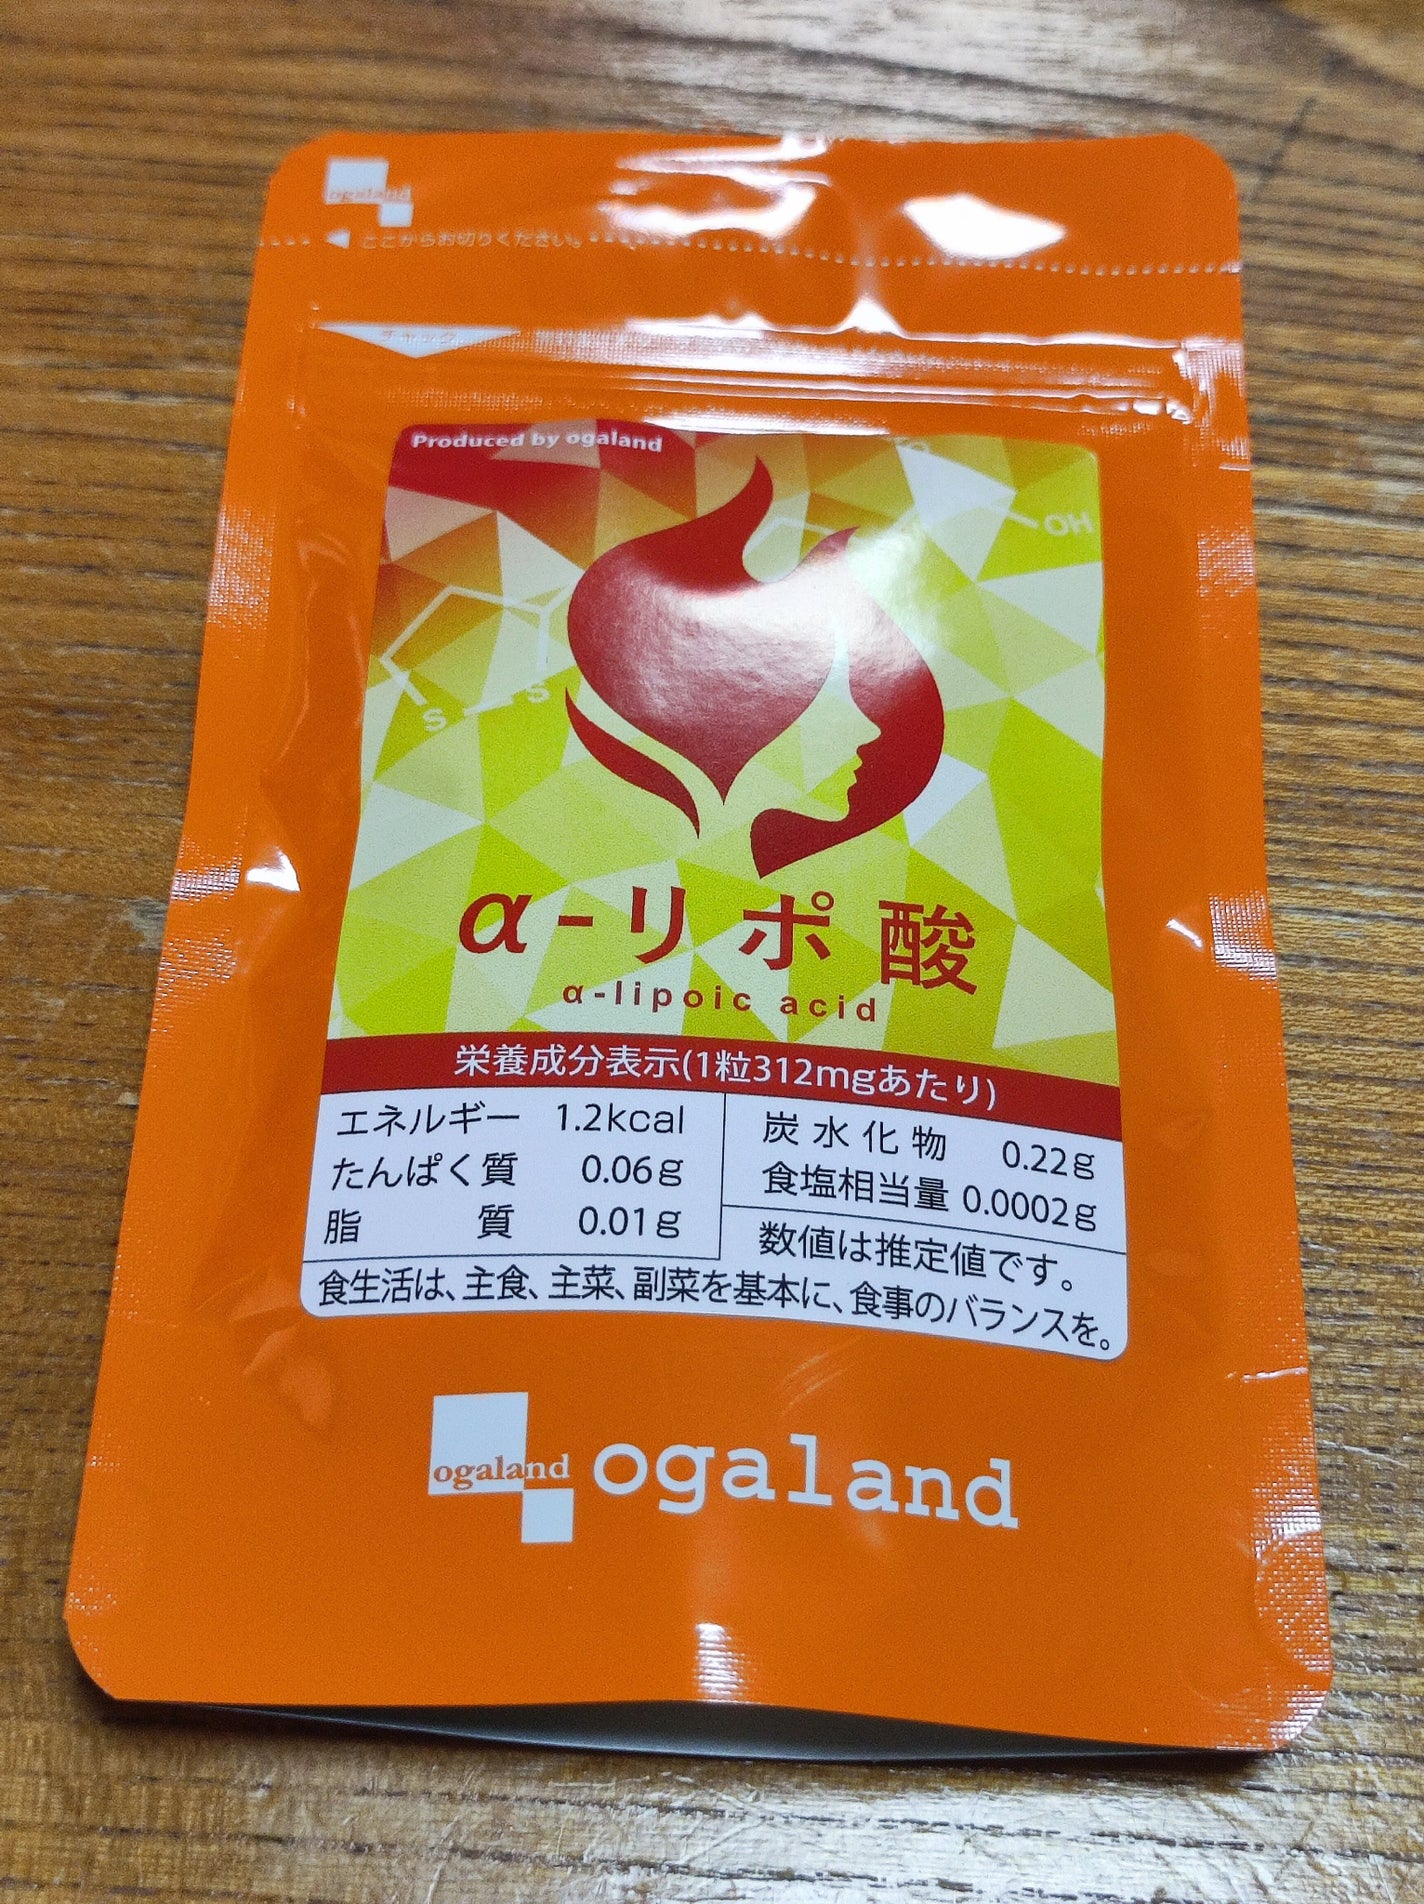 ogaland
ここからお切りください。
チャック
Produced by ogaland
OH
S
S
α-リポ酸
α-lipoic acid
栄養成分表示(1粒312mgあたり)
エネルギー 1.2kcal
たんぱく質 0.06g
脂質 0.01g
炭水化物 0.22g
食塩相当量 0.0002g
数値は推定値です。
食生活は、主食、主菜、副菜を基本に、食事のバランスを。
ogaland
ogaland